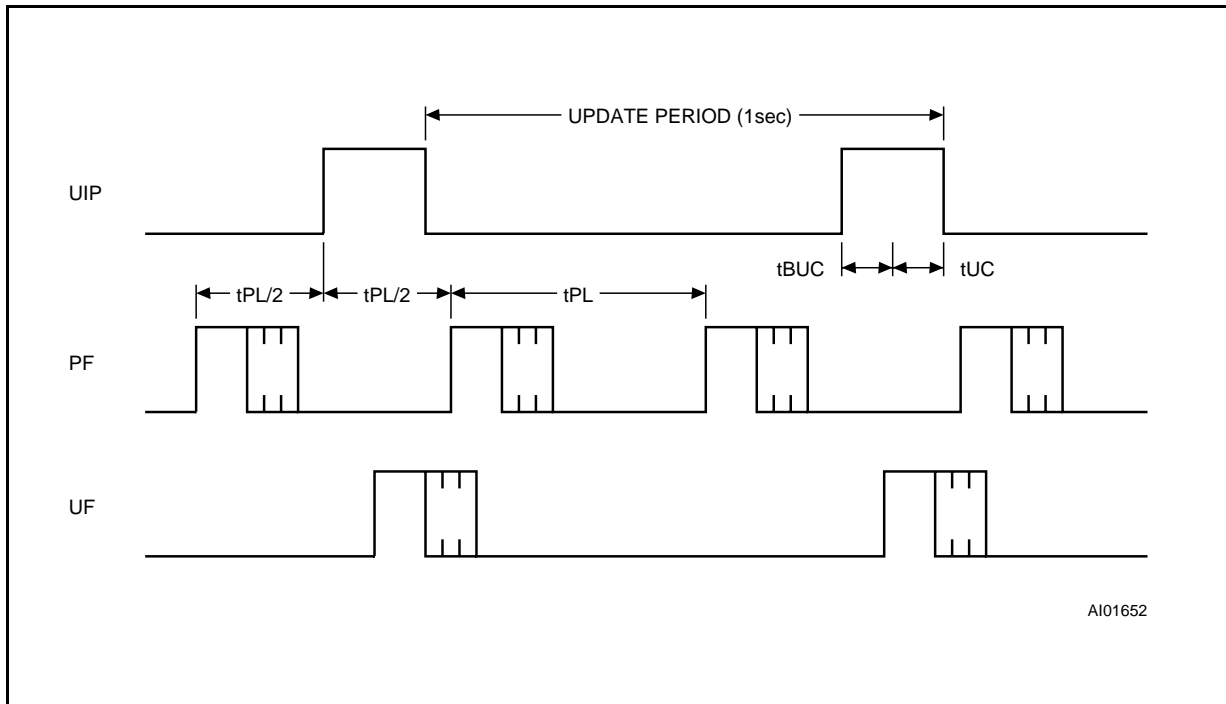 UPDATE PERIOD (1sec)
UIP
tBUC
tUC
tPL/2
tPL/2
tPL
PF
UF
AI01652